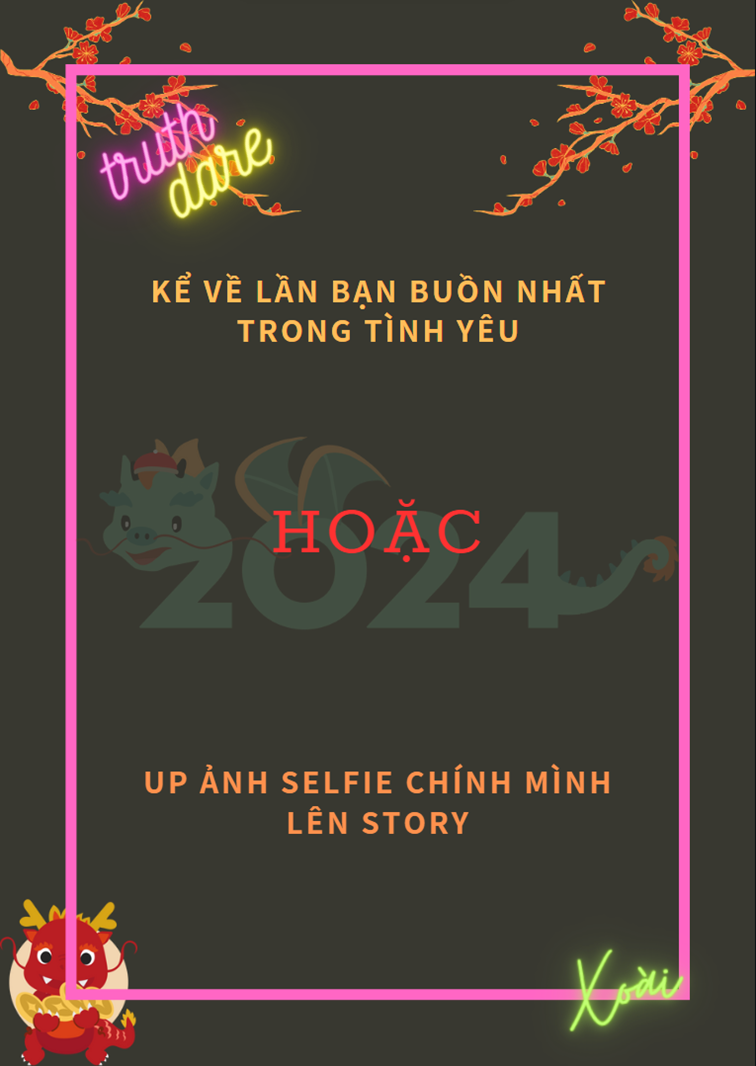 truth
dare
KỂ VỀ LẦN BẠN BUỒN NHẤT
TRONG TÌNH YÊU
2024
HOẶC
UP ẢNH SELFIE CHÍNH MÌNH
LÊN STORY
Xoài